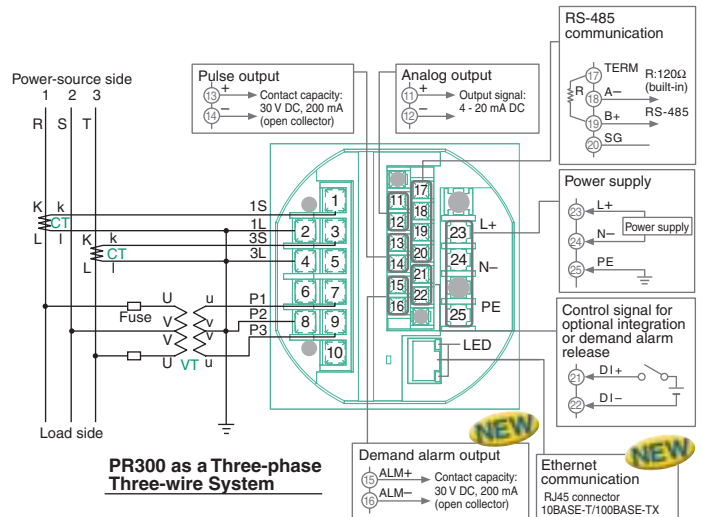 RS-485
communication
17 TERM
R:120Ω
(built-in)
R
18 A−
19 B+
RS-485
20 SG
Pulse output
13 +
Contact capacity:
30 V DC, 200 mA
(open collector)
14 −
Analog output
11 +
Output signal:
4 - 20 mA DC
12 −
Power-source side
1 2 3
R S T
K k
CT
L l
K k
CT
L l
1S
1L
3S
3L
Fuse
U u
V v
V v
U u
VT
P1
P2
P3
Load side
1
2 3
4 5
6 7
8 9
10
11
12
13
14
15
16
17
18
19
20
21
22
23
24
25
L+
N−
PE
LED
Power supply
23 L+
Power supply
24 N−
25 PE
Control signal for
optional integration
or demand alarm
release
21 DI+
22 DI−
NEW
Demand alarm output
15 ALM+
Contact capacity:
30 V DC, 200 mA
(open collector)
16 ALM−
NEW
Ethernet
communication
RJ45 connector
10BASE-T/100BASE-TX
PR300 as a Three-phase
Three-wire System